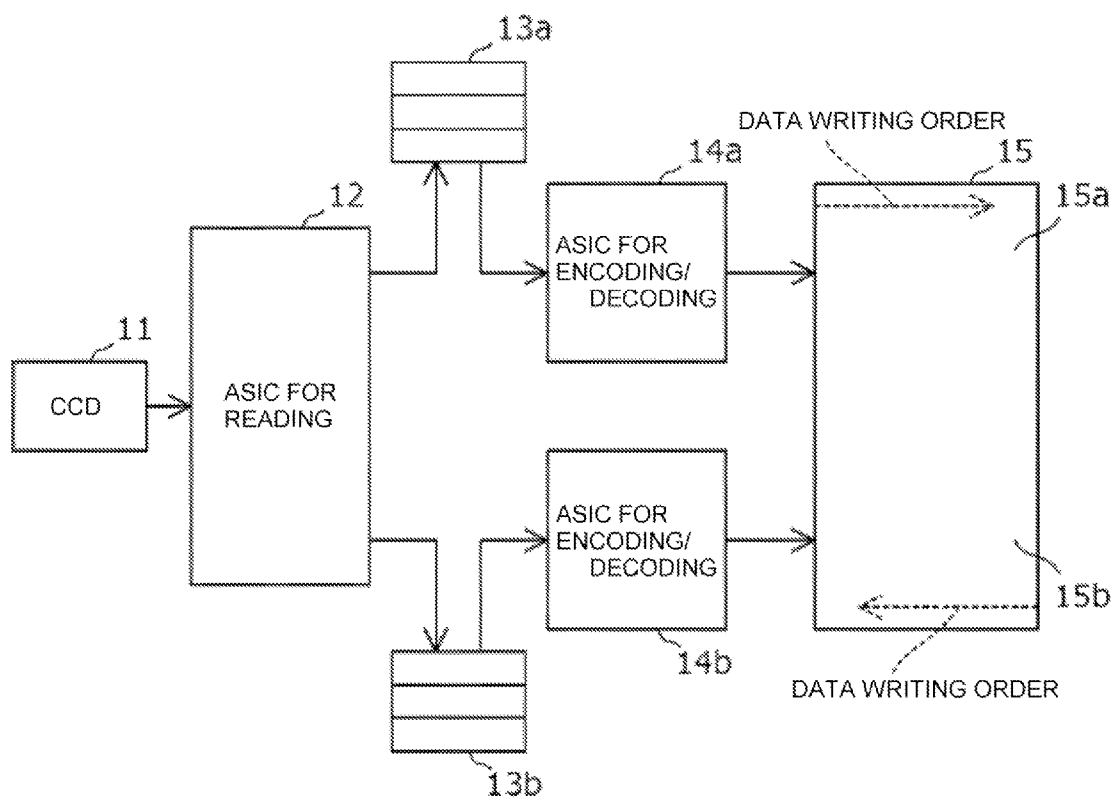 13a
DATA WRITING ORDER
14a
15
12
15a
ASIC FOR
ENCODING/
DECODING
11
CCD
ASIC FOR
READING
ASIC FOR
ENCODING/
DECODING
15b
14b
DATA WRITING ORDER
13b